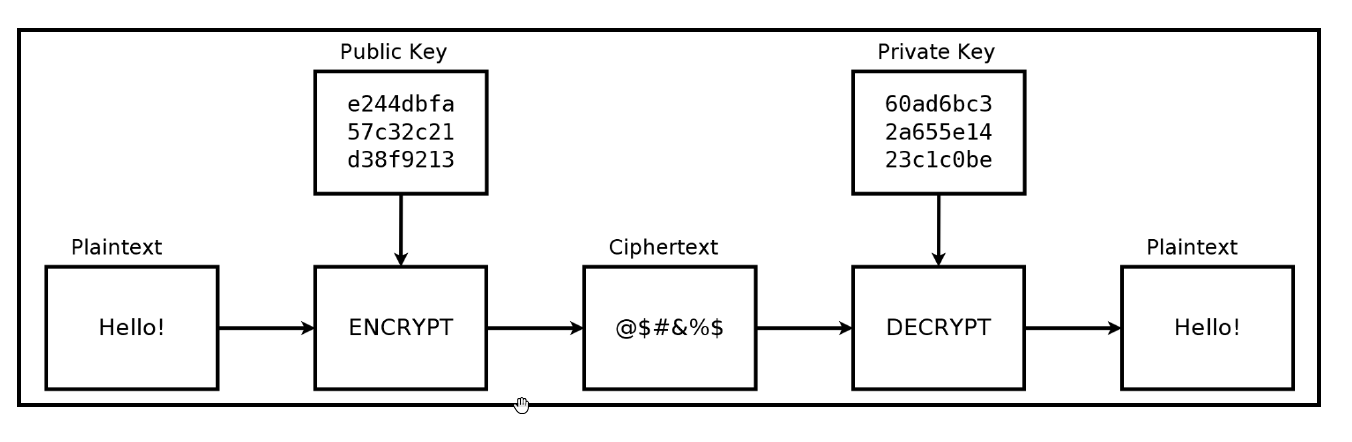 Public Key
e244dbfa
57c32c21
d38f9213
Private Key
60ad6bc3
2a655e14
23c1c0be
Plaintext
Hello!
ENCRYPT
Ciphertext
@$#&%$
DECRYPT
Plaintext
Hello!